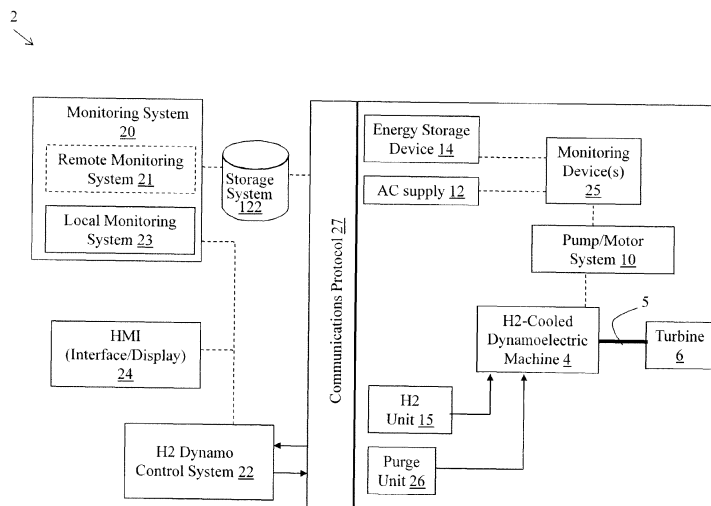 2
Monitoring System
20
Remote Monitoring
System 21
Local Monitoring
System 23
Storage
System
122
HMI
(Interface/Display)
24
H2 Dynamo
Control System 22
Communications Protocol 27
Energy Storage
Device 14
AC supply 12
Monitoring
Device(s)
25
Pump/Motor
System 10
5
H2-Cooled
Dynamoelectric
Machine 4
Turbine
6
H2
Unit 15
Purge
Unit 26